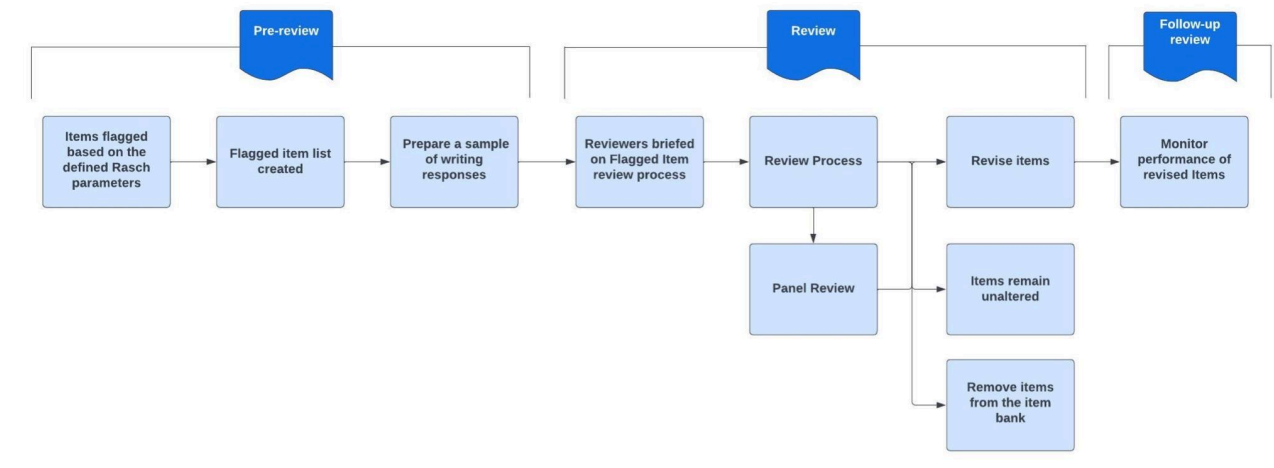 Pre-review
Review
Follow-up
review
Items flagged
based on the
defined Rasch
parameters
Flagged item list
created
Prepare a sample
of writing
responses
Reviewers briefed
on Flagged Item
review process
Review Process
Revise items
Monitor
performance of
revised Items
Panel Review
Items remain
unaltered
Remove items
from the item
bank